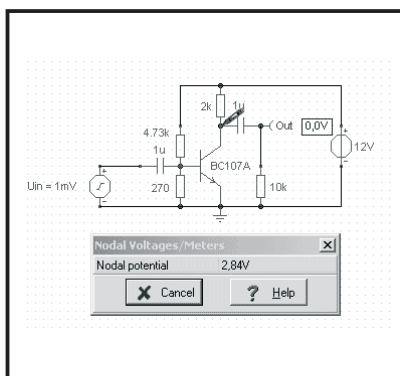 2k
1u
Out
0,0V
4.73k
12V
1u
BC107A
Uin = 1mV
270
10k
Nodal Voltages/Meters
Nodal potential 2,84V
Cancel
Help